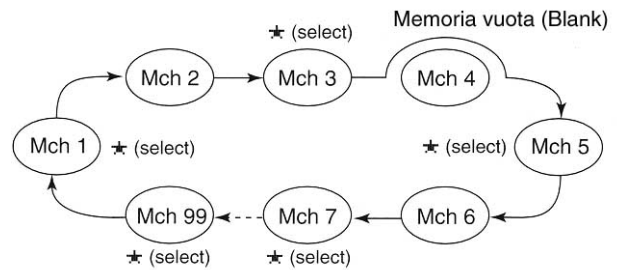 Memoria vuota (Blank)
★ (select)
Mch 2
Mch 3
Mch 4
Mch 1
★ (select)
★ (select)
Mch 5
Mch 99
Mch 7
Mch 6
★ (select)
★ (select)